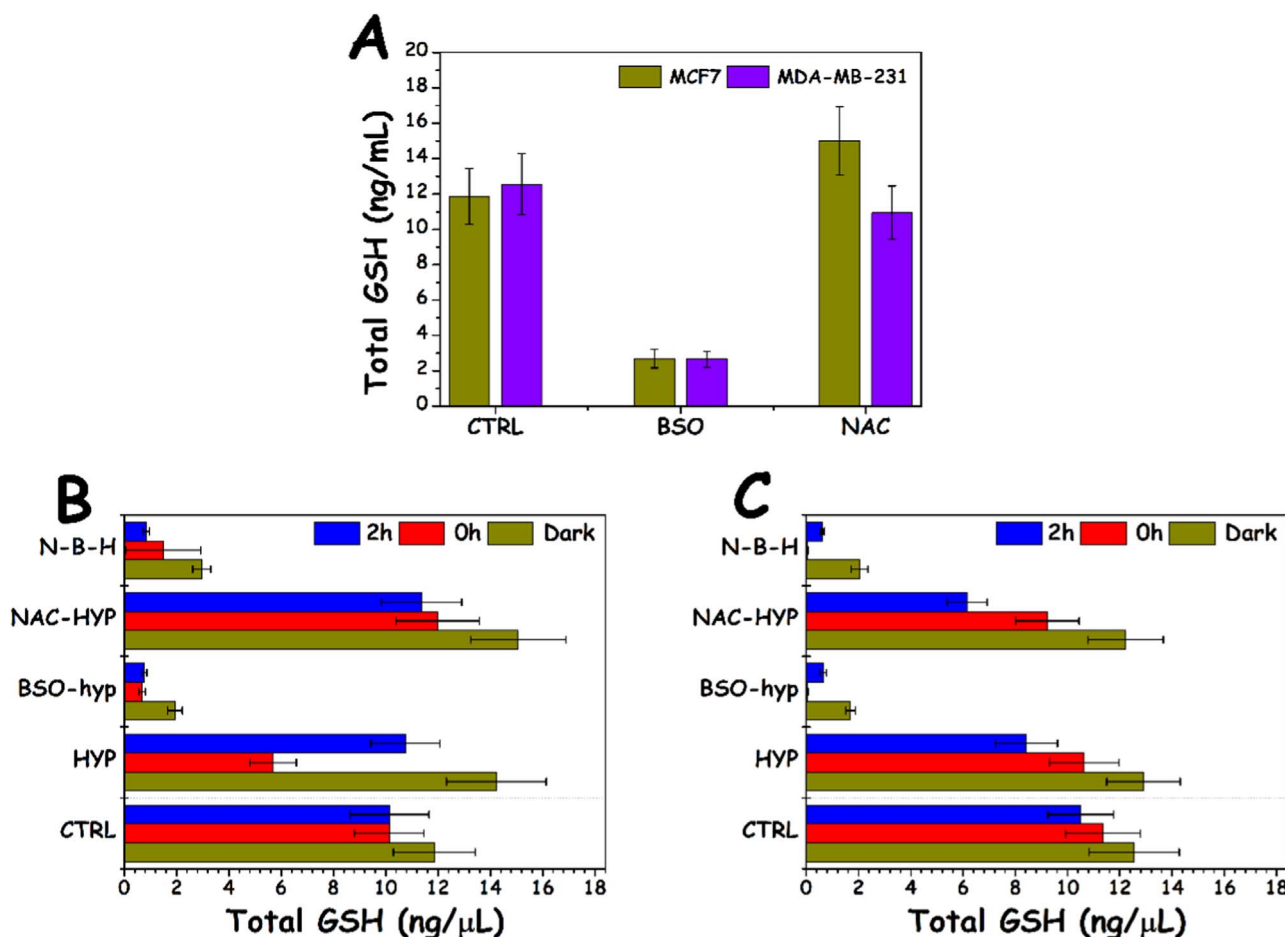 A
Total GSH (ng/mL)
20
18
16
14
12
10
8
6
4
2
0
MCF7 MDA-MB-231
CTRL BSO NAC
B
2h 0h Dark
N-B-H
NAC-HYP
BSO-hyp
HYP
CTRL
0 2 4 6 8 10 12 14 16 18
Total GSH (ng/μL)
C
2h 0h Dark
N-B-H
NAC-HYP
BSO-hyp
HYP
CTRL
0 2 4 6 8 10 12 14 16 18
Total GSH (ng/μL)